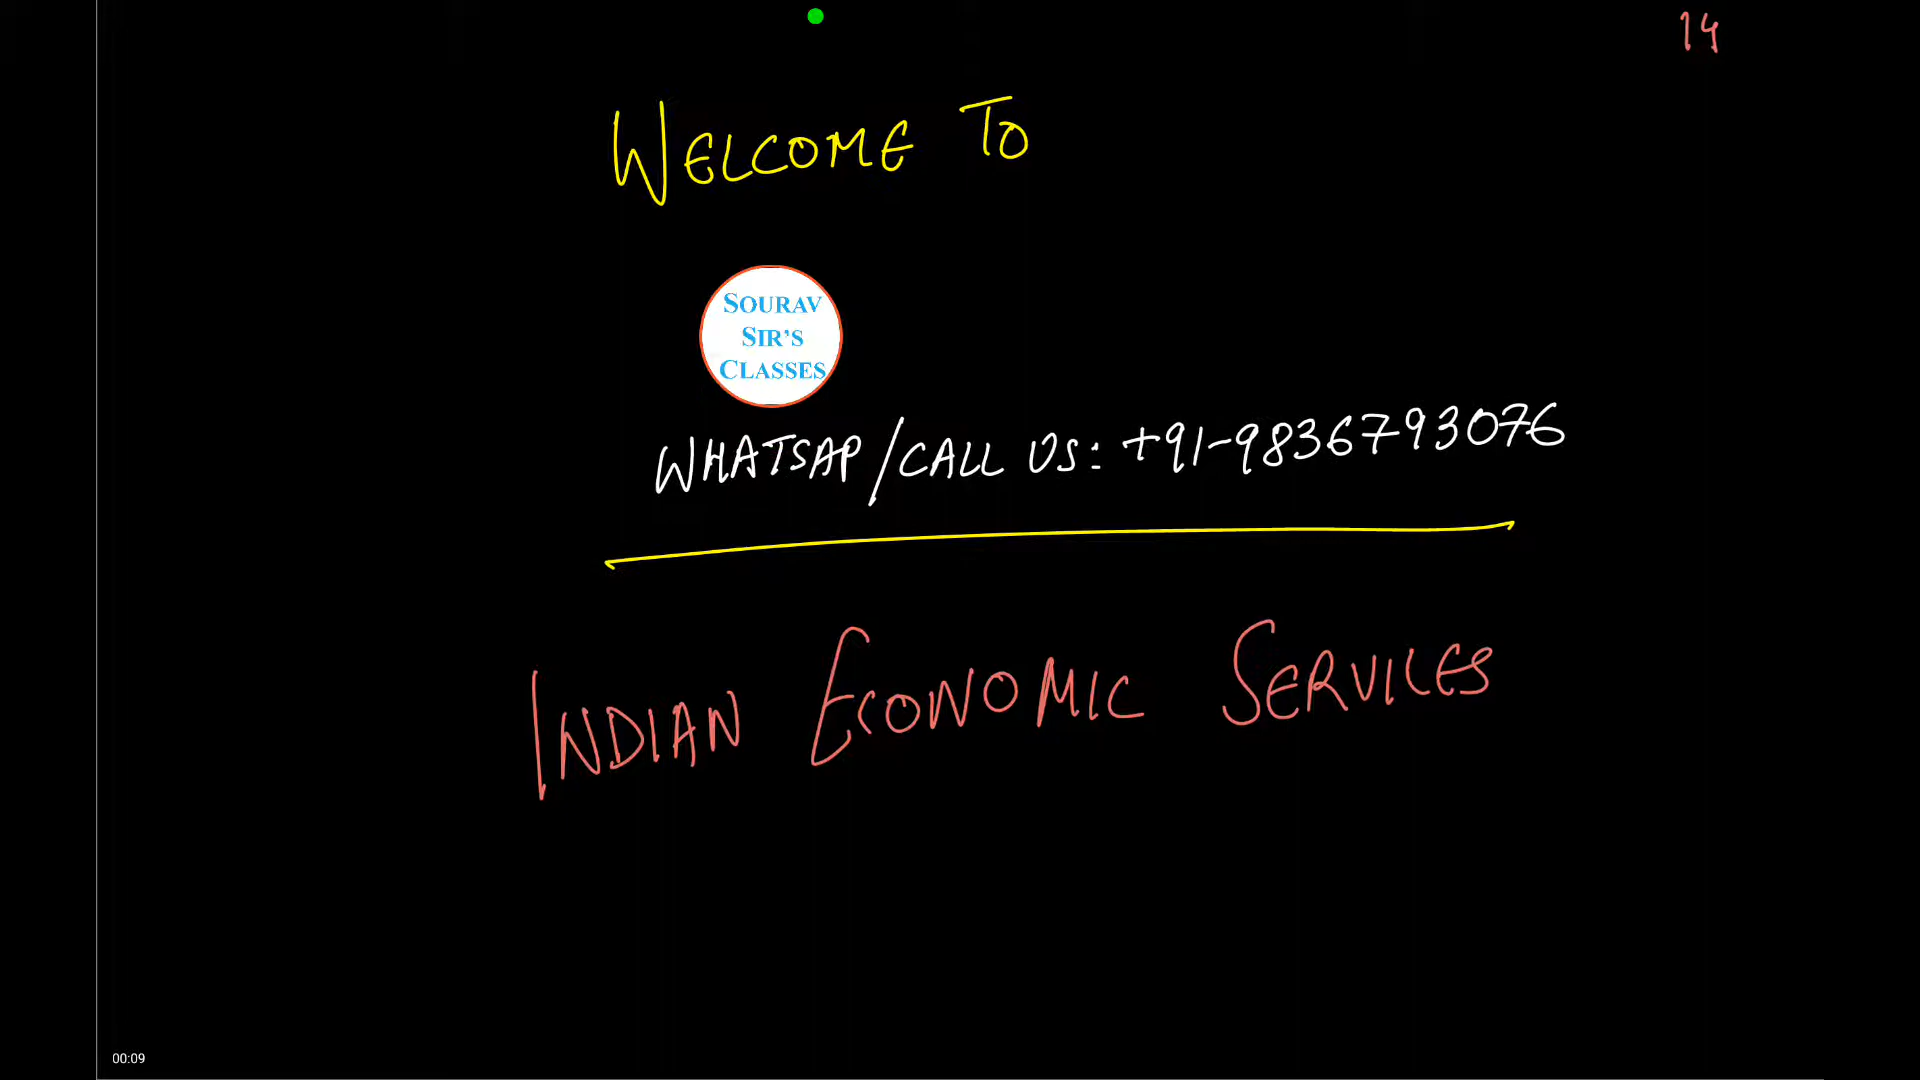 14
WELCOME TO
SOURAV
SIR'S
CLASSES
WHATSAP/CALL US: +91-9836793076
INDIAN ECONOMIC SERVICES
00:09